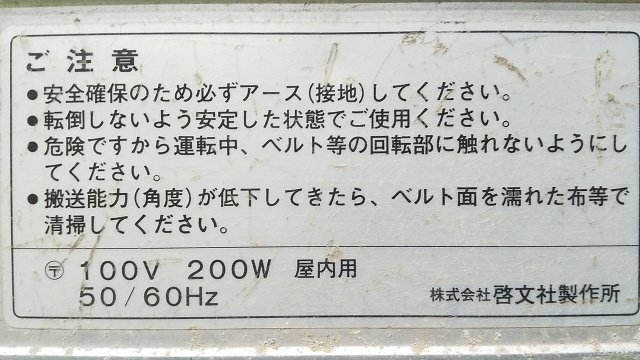 ご注意
●安全確保のため必ずアース(接地)してください。
●転倒しないよう安定した状態でご使用ください。
●危険ですから運転中、ベルト等の回転部に触れないようにし
てください。
●搬送能力(角度)が低下してきたら、ベルト面を濡れた布等で
清掃してください。
〶 100V 200W 屋内用
50/60Hz 株式会社 啓文社製作所